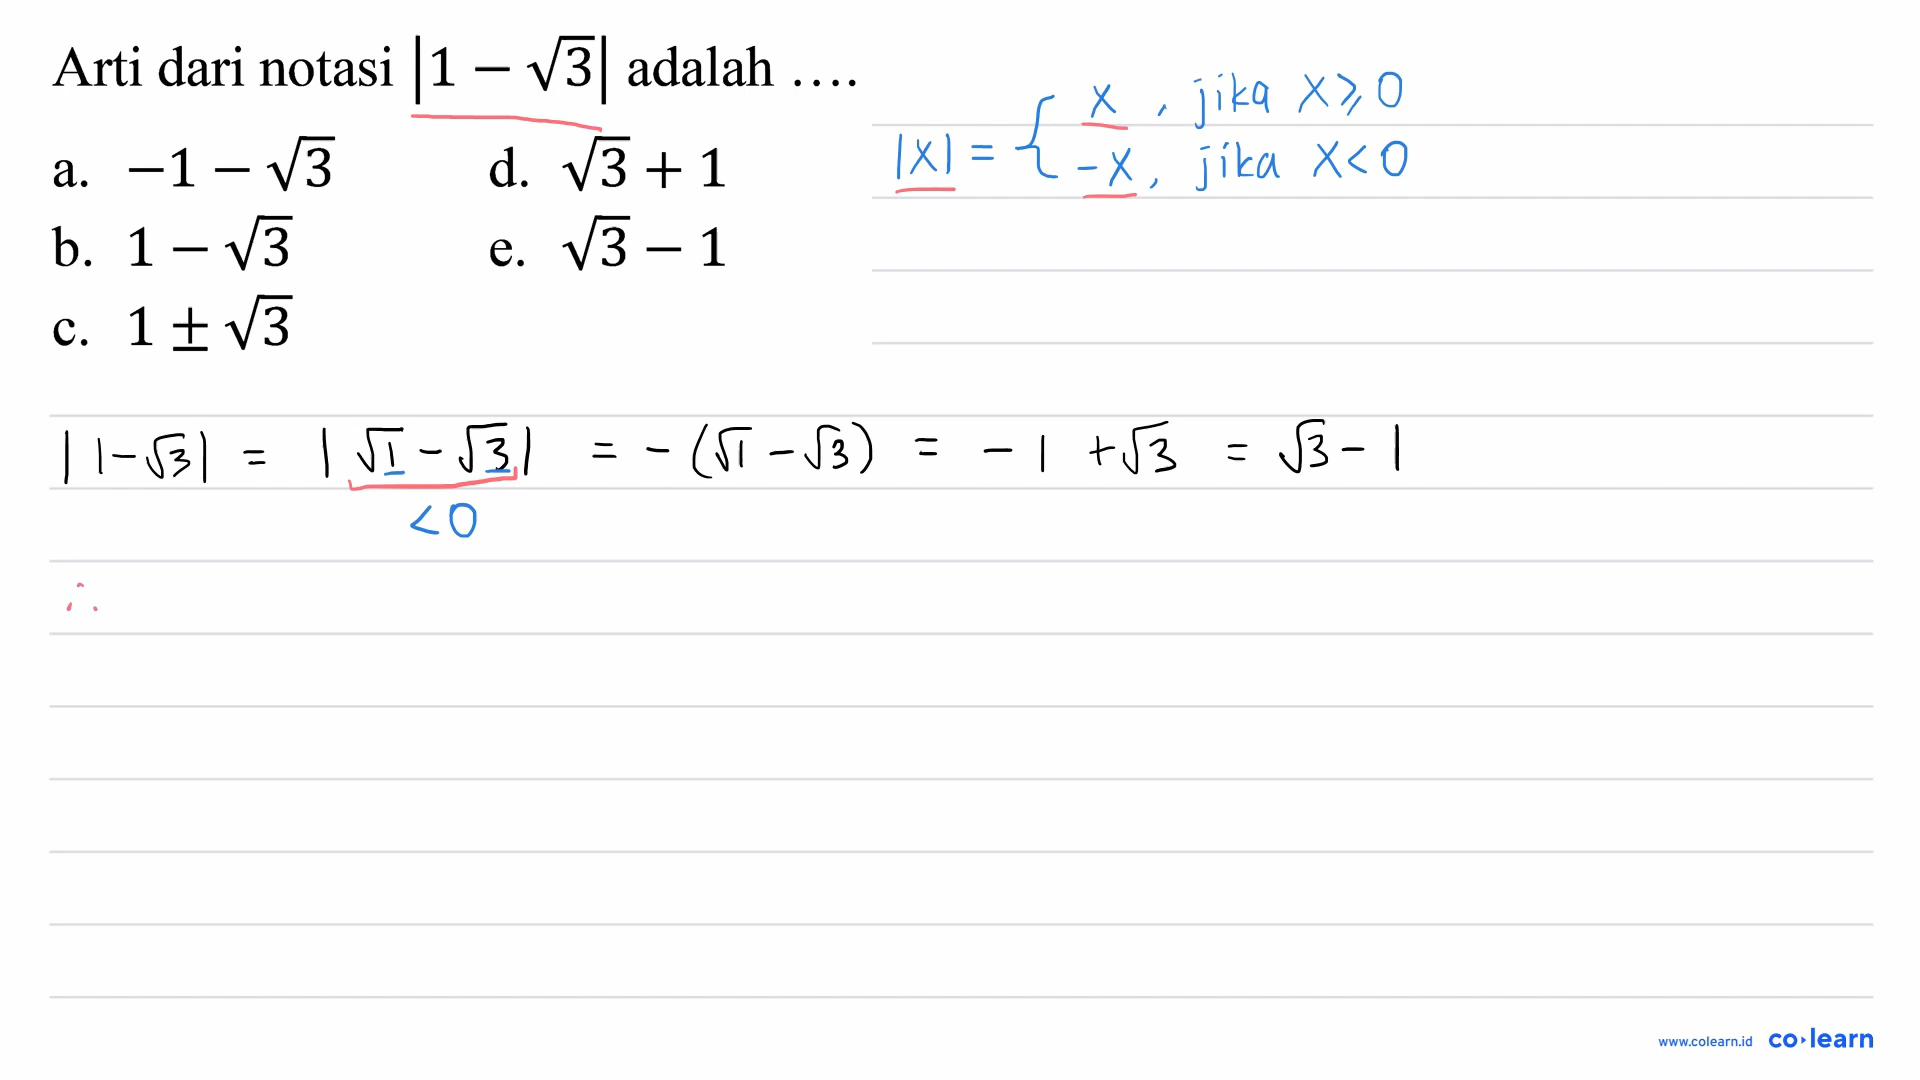 Arti dari notasi |1 − √3| adalah ....
a. −1 − √3
b. 1 − √3
c. 1 ± √3
d. √3 + 1
e. √3 − 1
|x| = { x , jika x ⩾ 0
-x, jika x < 0
|1-√3| = |√1 - √3| = -(√1 - √3) = -1 + √3 = √3 - 1
< 0
∴
www.colearn.id co learn